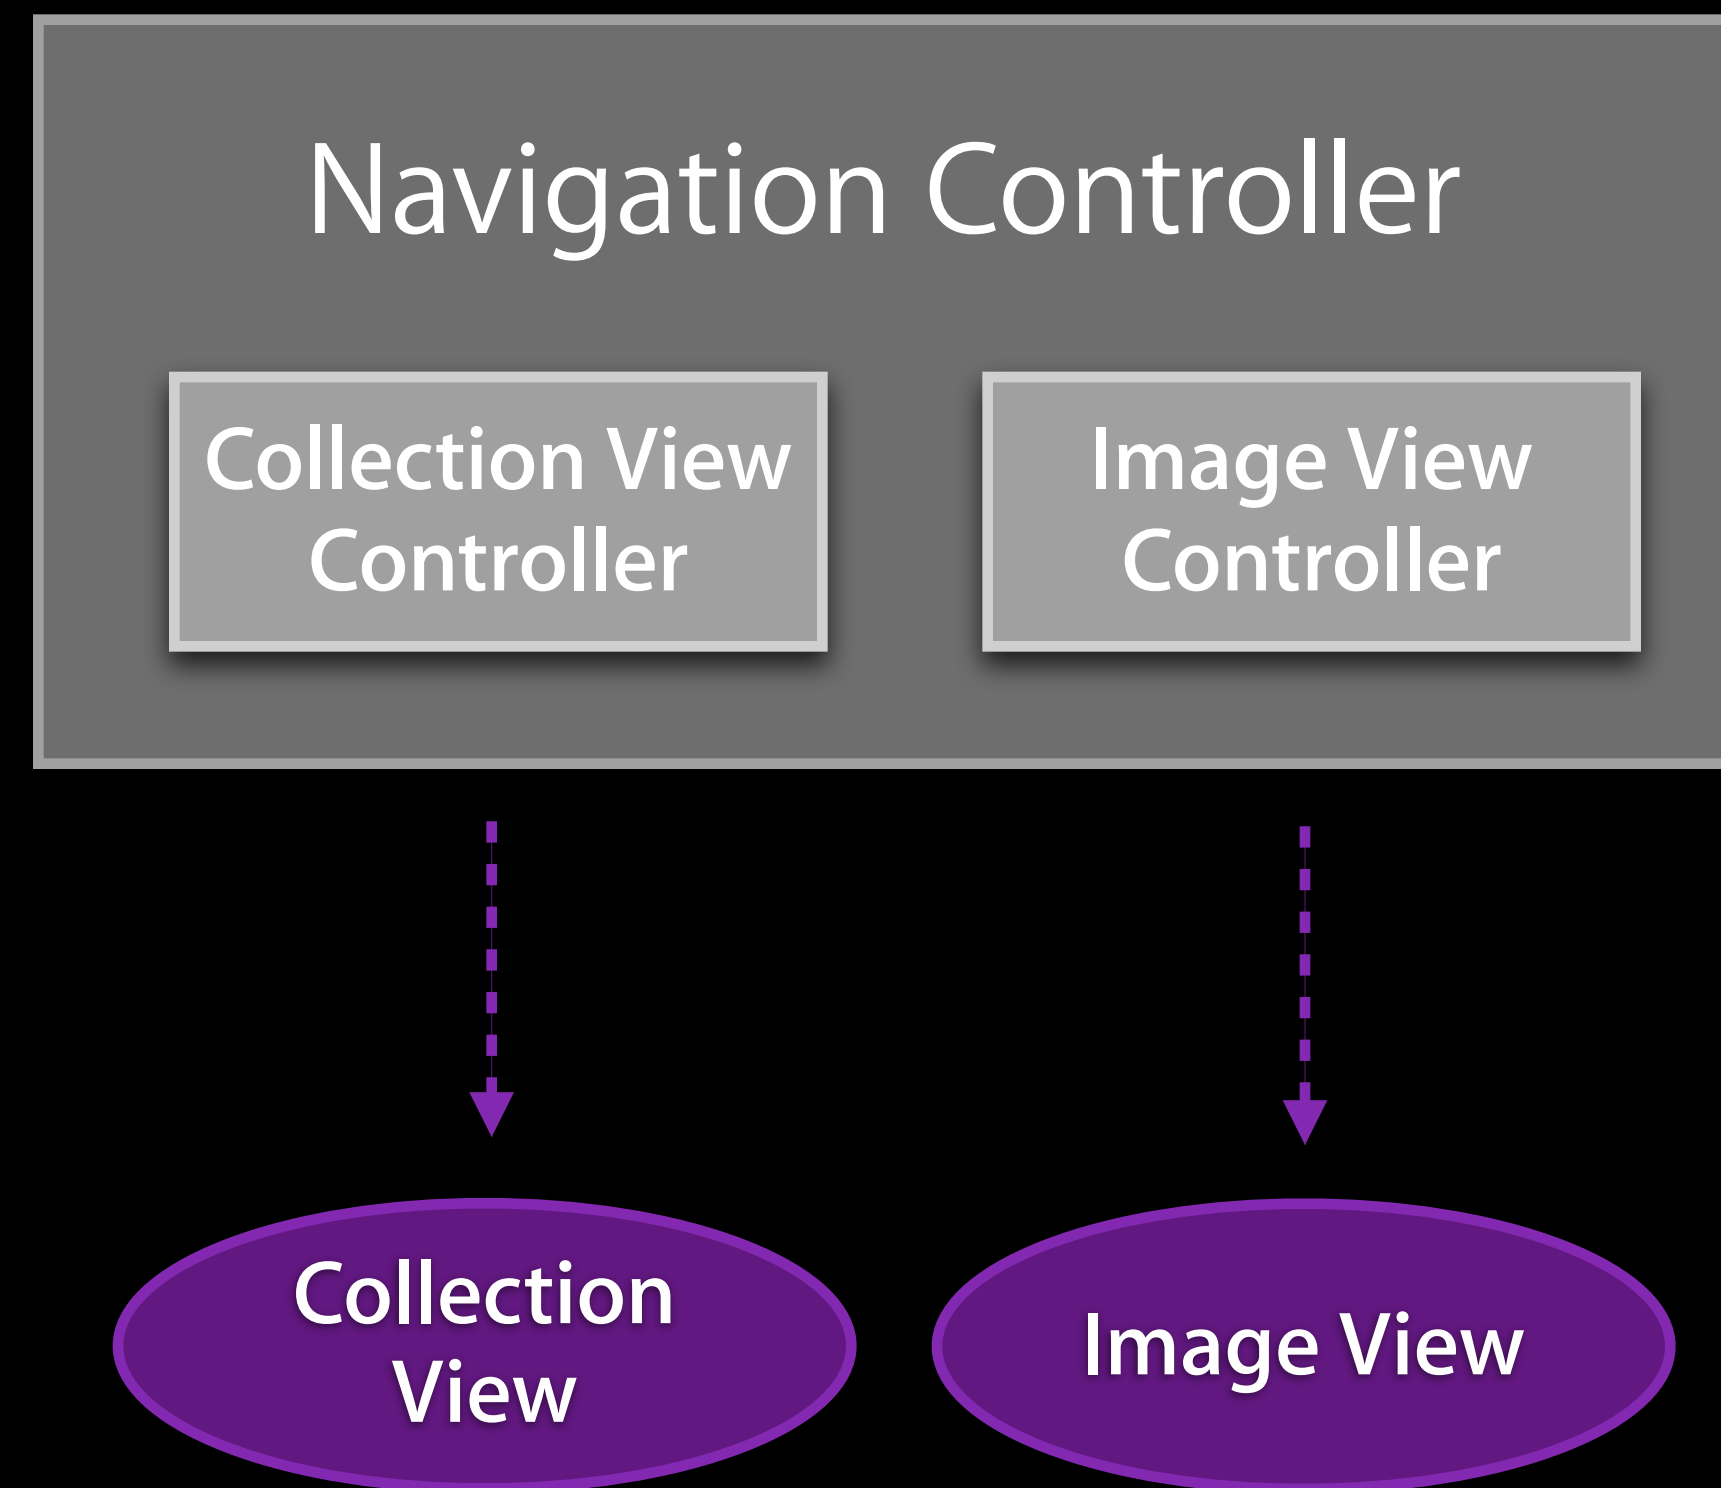 Navigation Controller
Collection View
Controller
Image View
Controller
Collection
View
Image View